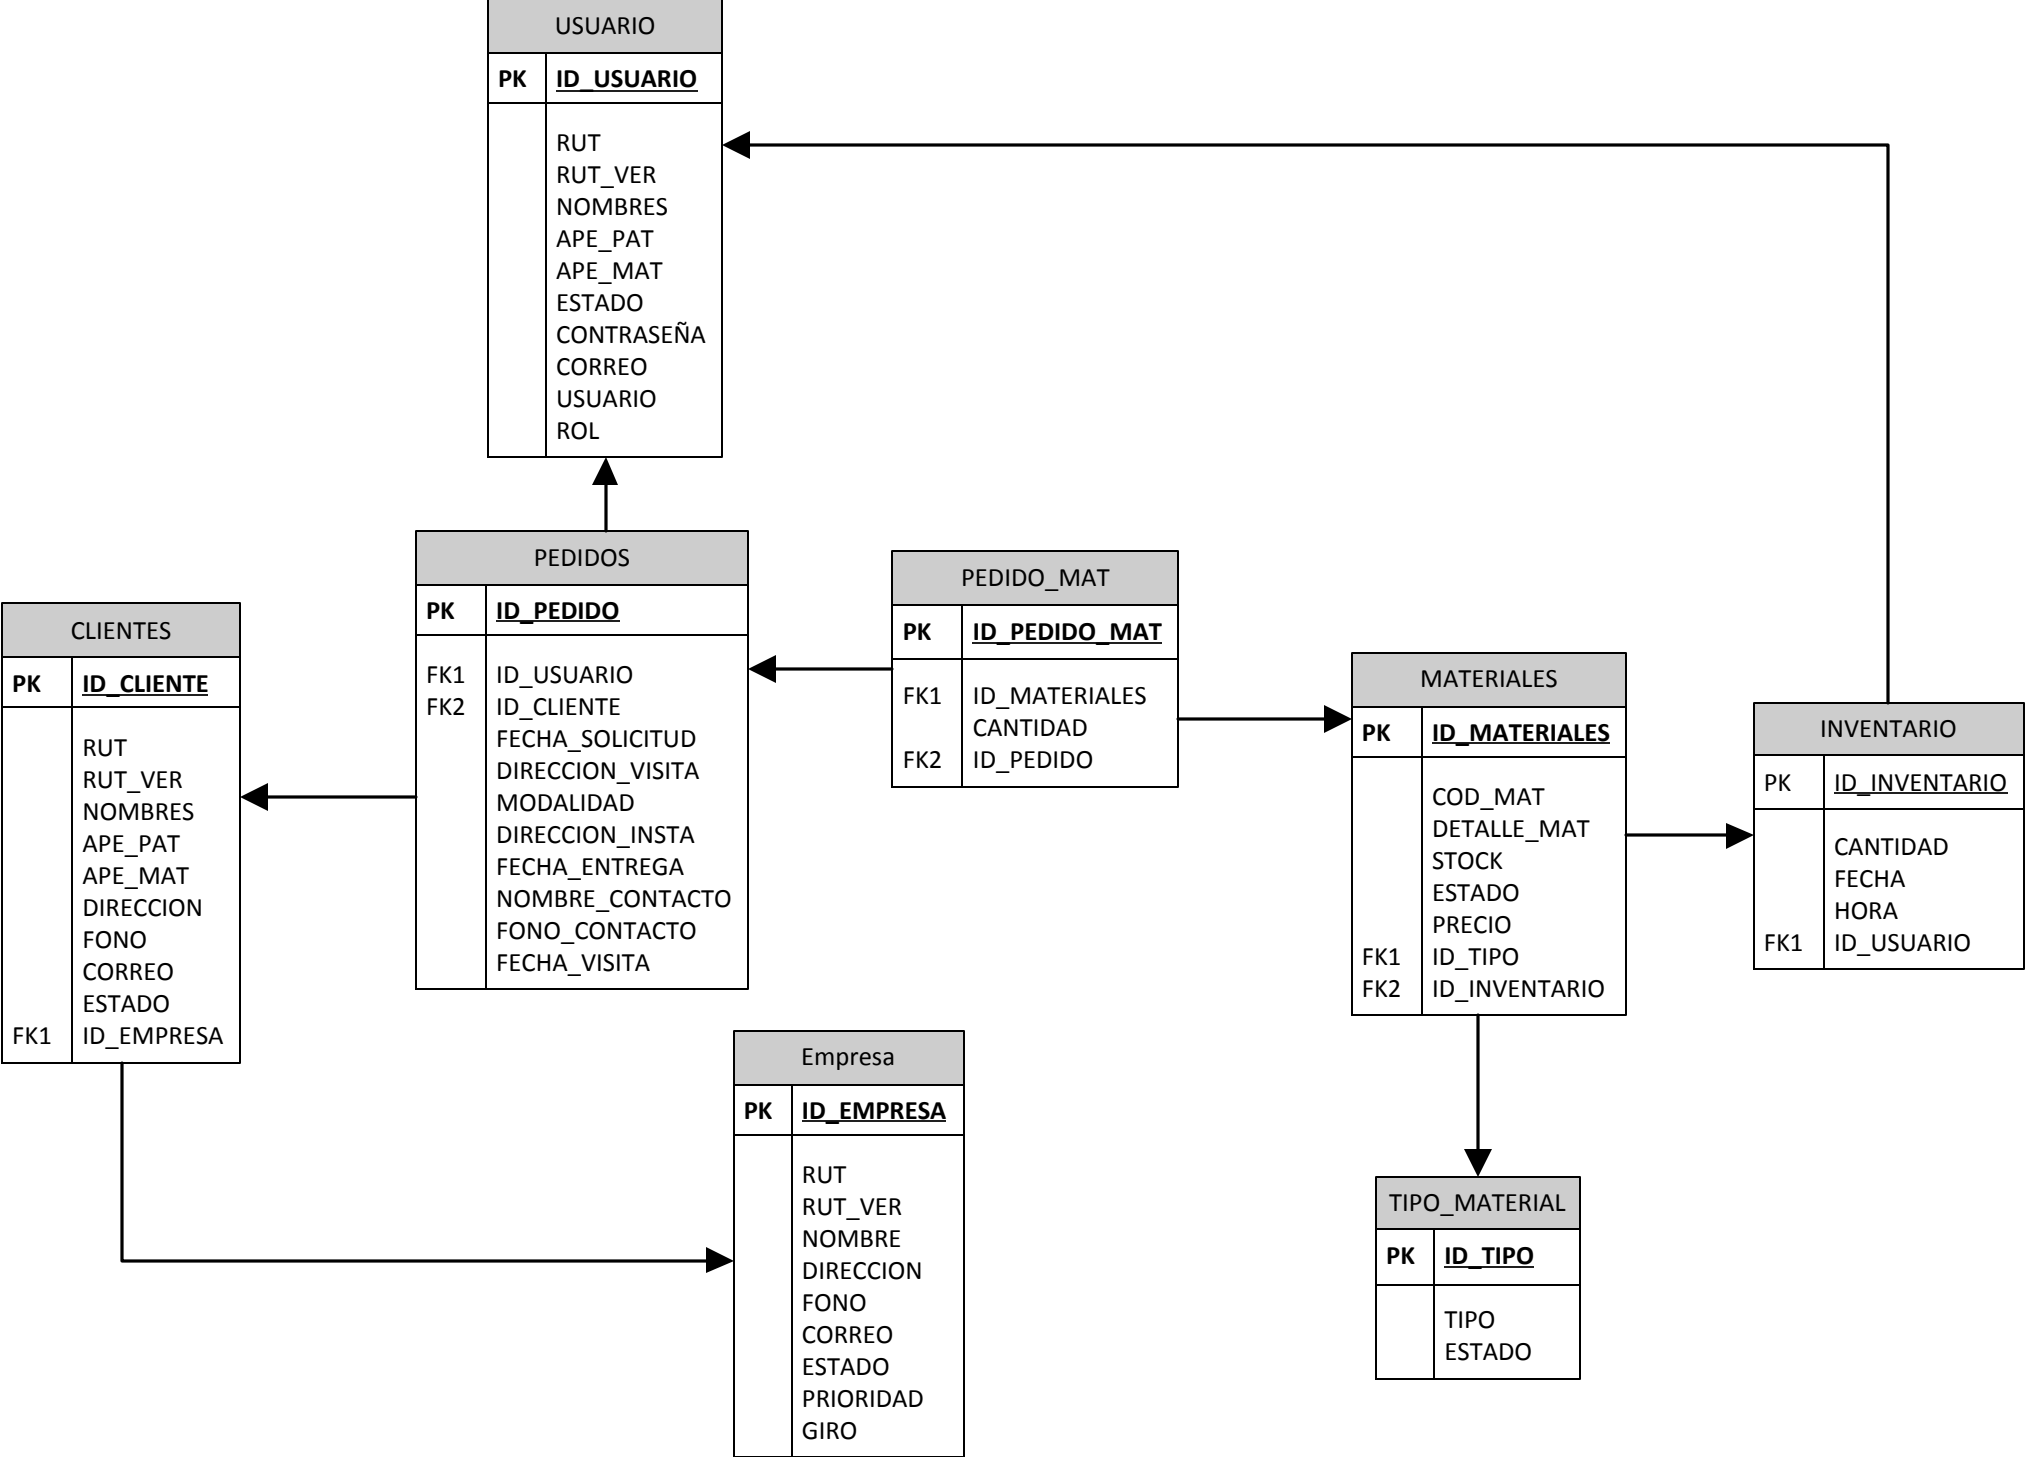 USUARIO
PK ID_USUARIO
RUT
RUT_VER
NOMBRES
APE_PAT
APE_MAT
ESTADO
CONTRASEÑA
CORREO
USUARIO
ROL
PEDIDOS
PK ID_PEDIDO
FK1 ID_USUARIO
FK2 ID_CLIENTE
FECHA_SOLICITUD
DIRECCION_VISITA
MODALIDAD
DIRECCION_INSTA
FECHA_ENTREGA
NOMBRE_CONTACTO
FONO_CONTACTO
FECHA_VISITA
PEDIDO_MAT
PK ID_PEDIDO_MAT
FK1 ID_MATERIALES
CANTIDAD
FK2 ID_PEDIDO
CLIENTES
PK ID_CLIENTE
RUT
RUT_VER
NOMBRES
APE_PAT
APE_MAT
DIRECCION
FONO
CORREO
ESTADO
FK1 ID_EMPRESA
MATERIALES
PK ID_MATERIALES
COD_MAT
DETALLE_MAT
STOCK
ESTADO
PRECIO
FK1 ID_TIPO
FK2 ID_INVENTARIO
INVENTARIO
PK ID_INVENTARIO
CANTIDAD
FECHA
HORA
FK1 ID_USUARIO
Empresa
PK ID_EMPRESA
RUT
RUT_VER
NOMBRE
DIRECCION
FONO
CORREO
ESTADO
PRIORIDAD
GIRO
TIPO_MATERIAL
PK ID_TIPO
TIPO
ESTADO